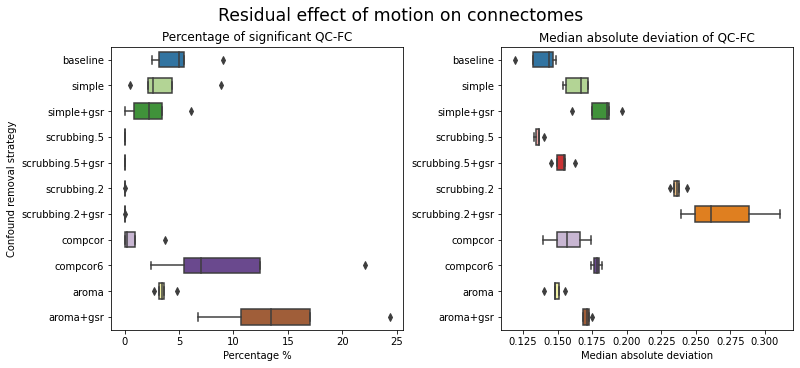 Residual effect of motion on connectomes
Percentage of significant QC-FC
Confound removal strategy
baseline
simple
simple+gsr
scrubbing.5
scrubbing.5+gsr
scrubbing.2
scrubbing.2+gsr
compcor
compcor6
aroma
aroma+gsr
0 5 10 15 20 25
Percentage %
Median absolute deviation of QC-FC
baseline
simple
simple+gsr
scrubbing.5
scrubbing.5+gsr
scrubbing.2
scrubbing.2+gsr
compcor
compcor6
aroma
aroma+gsr
0.125 0.150 0.175 0.200 0.225 0.250 0.275 0.300
Median absolute deviation